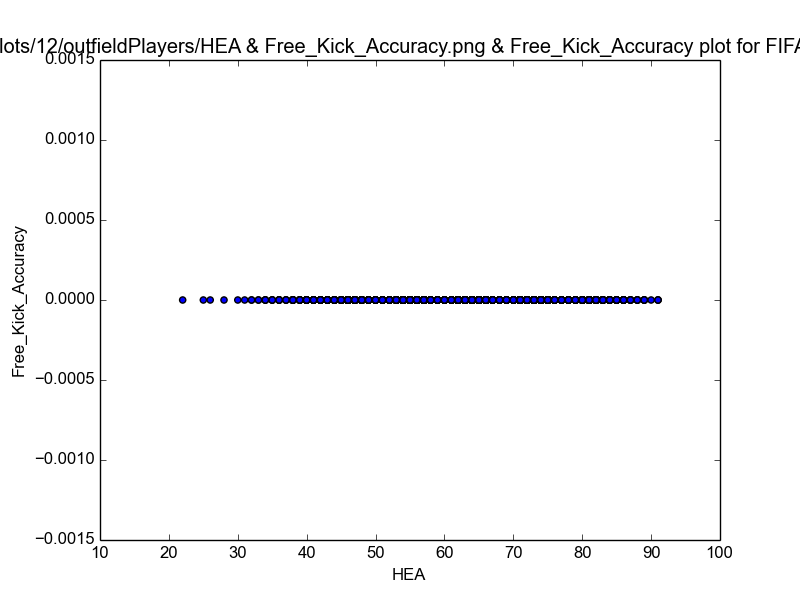 lots/12/outfieldPlayers/HEA & Free_Kick_Accuracy.png & Free_Kick_Accuracy plot for FIFA
0.0015
0.0010
0.0005
0.0000
−0.0005
−0.0010
−0.0015
Free_Kick_Accuracy
10 20 30 40 50 60 70 80 90 100
HEA